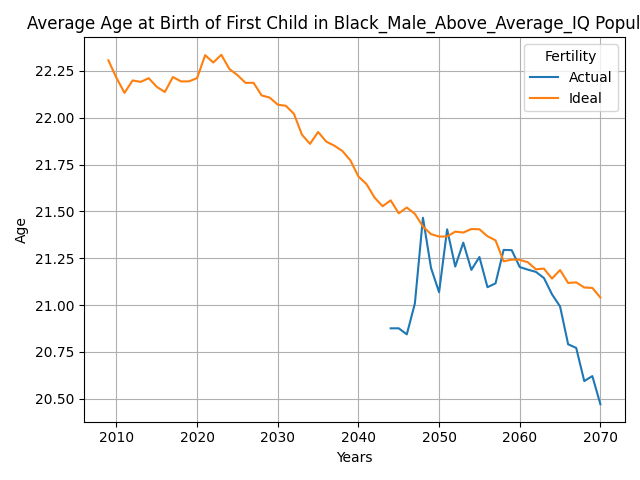 Average Age at Birth of First Child in Black_Male_Above_Average_IQ Popul
Fertility
Actual
Ideal
22.25
22.00
21.75
21.50
21.25
21.00
20.75
20.50
Age
2010 2020 2030 2040 2050 2060 2070
Years